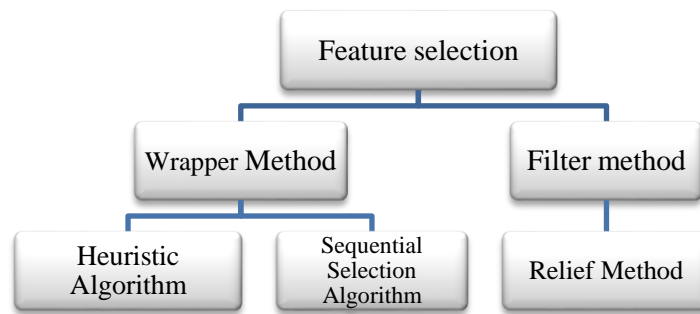 Feature selection
Wrapper Method
Filter method
Heuristic
Algorithm
Sequential
Selection
Algorithm
Relief Method